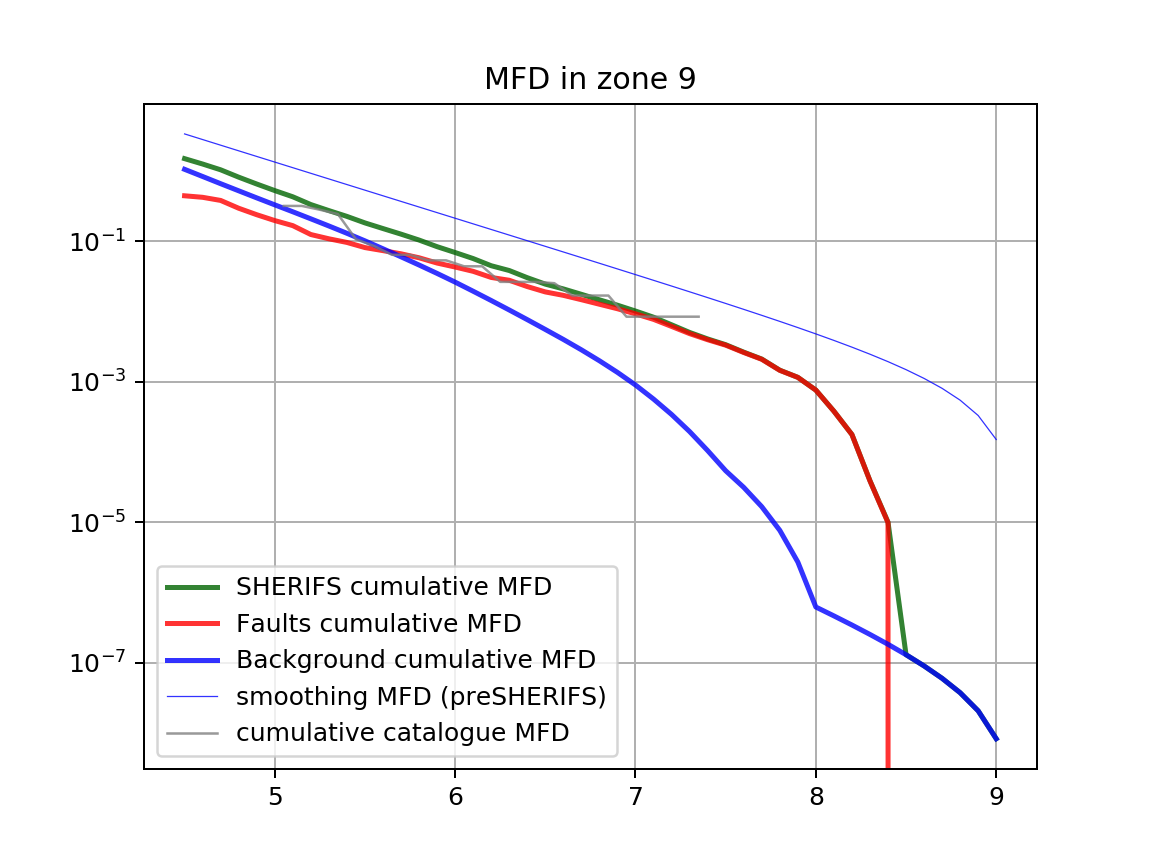 MFD in zone 9
10⁻¹
10⁻³
10⁻⁵
10⁻⁷
SHERIFS cumulative MFD
Faults cumulative MFD
Background cumulative MFD
smoothing MFD (preSHERIFS)
cumulative catalogue MFD
5 6 7 8 9